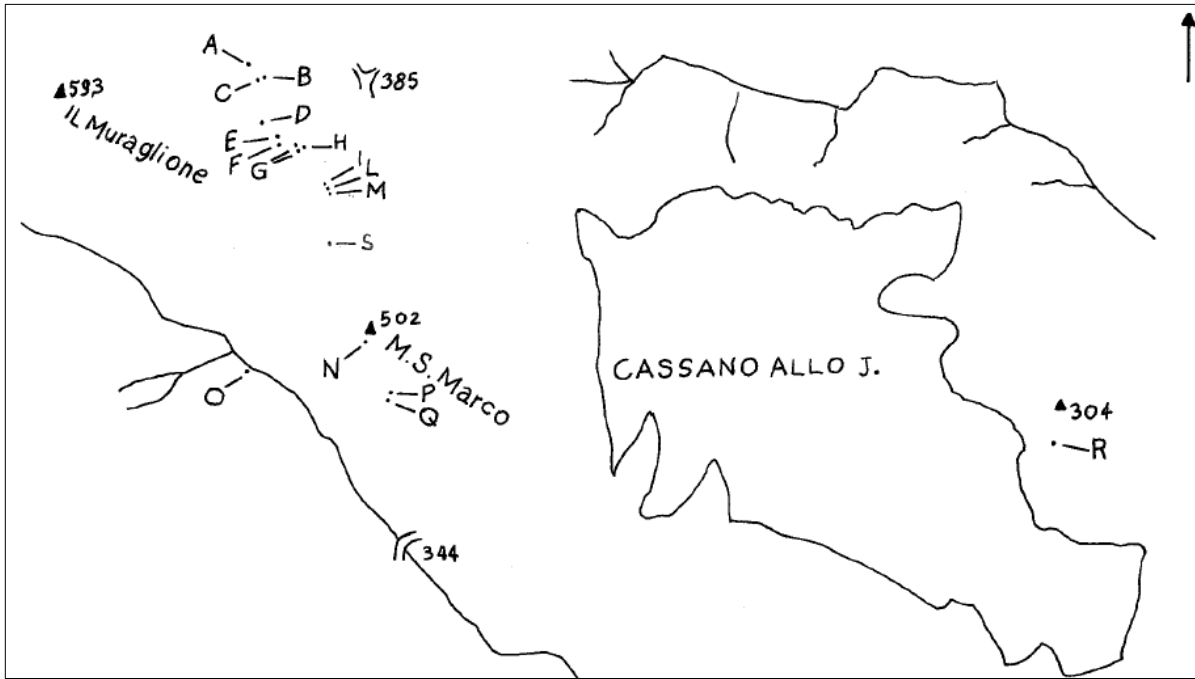 A
B
593
C
385
IL Muraglione
D
E
H
F
G
I
L
M
S
502
N
M.S. Marco
CASSANO ALLO J.
P
O
Q
304
R
344